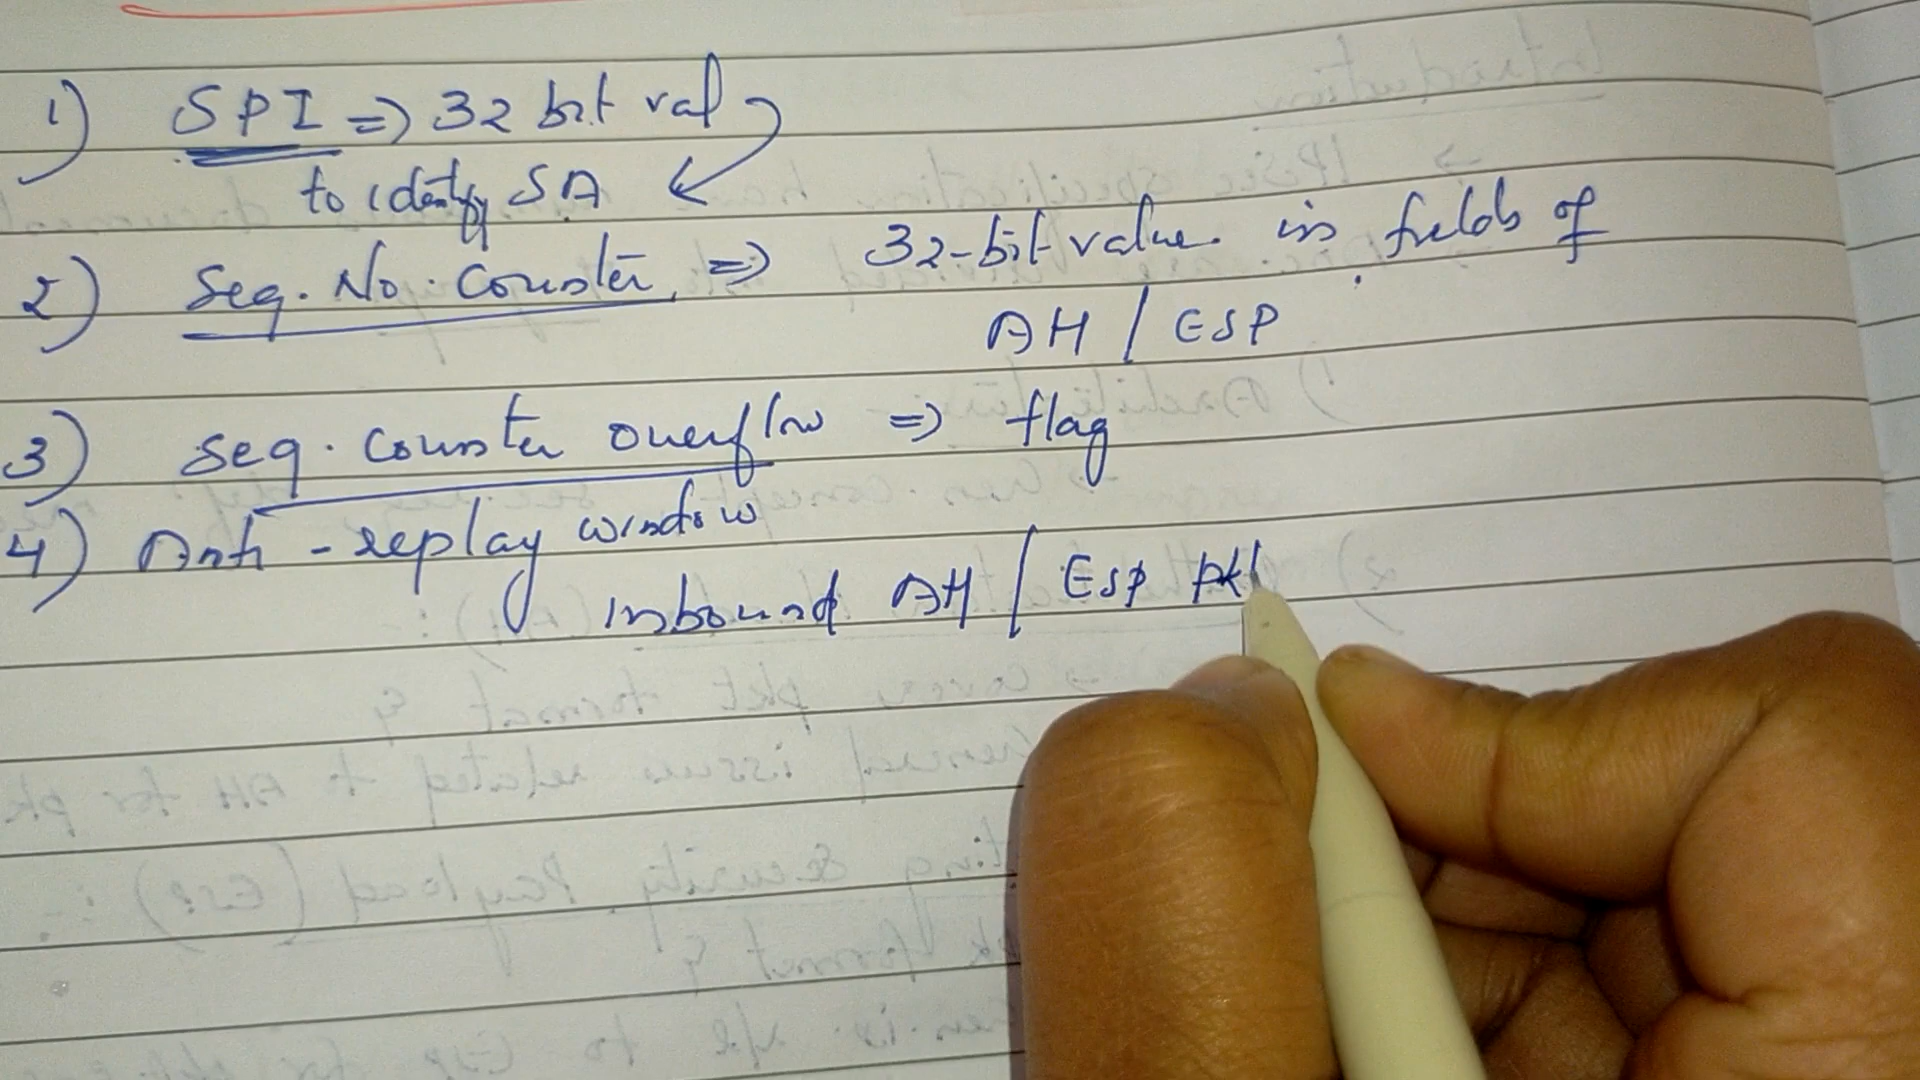 1) SPI => 32 bit val
to identify SA
2) Seq. No. Counter => 32-bit value in fields of
AH / ESP
3) seq. counter overflow => flag
4) Anti-replay window
inbound AH / ESP pkt